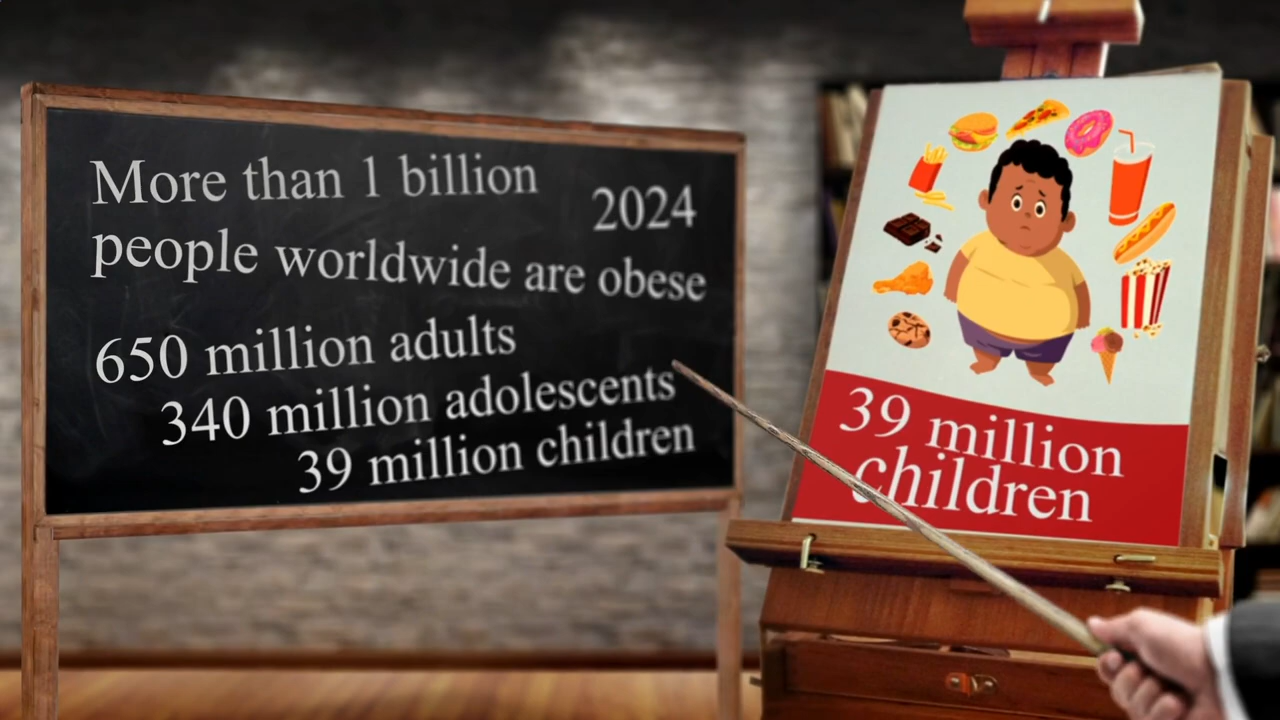 More than 1 billion
2024
people worldwide are obese
650 million adults
340 million adolescents
39 million children
39 million
children